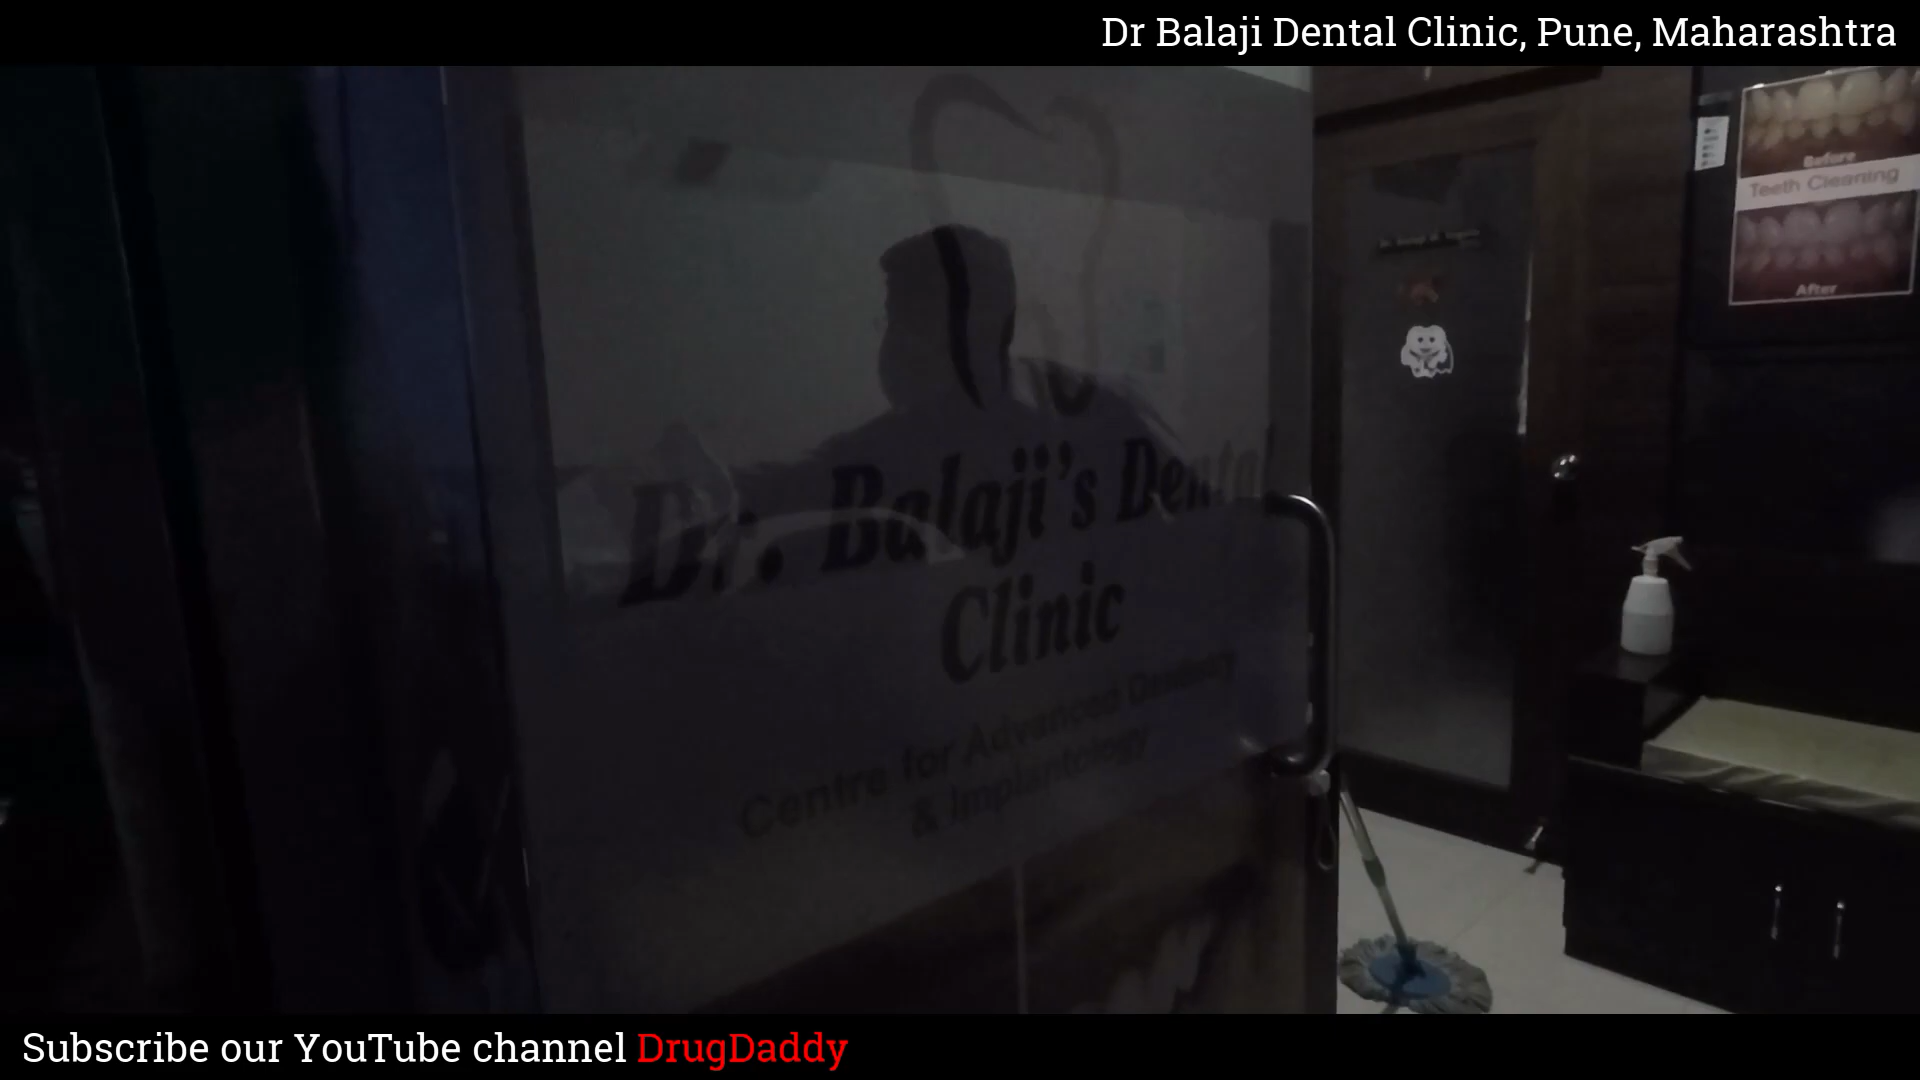 Dr Balaji Dental Clinic, Pune, Maharashtra
Before
Teeth Cleaning
After
Dr. Balaji's Dental
Clinic
Centre for Advanced Dentistry
& Implantology
Subscribe our YouTube channel DrugDaddy